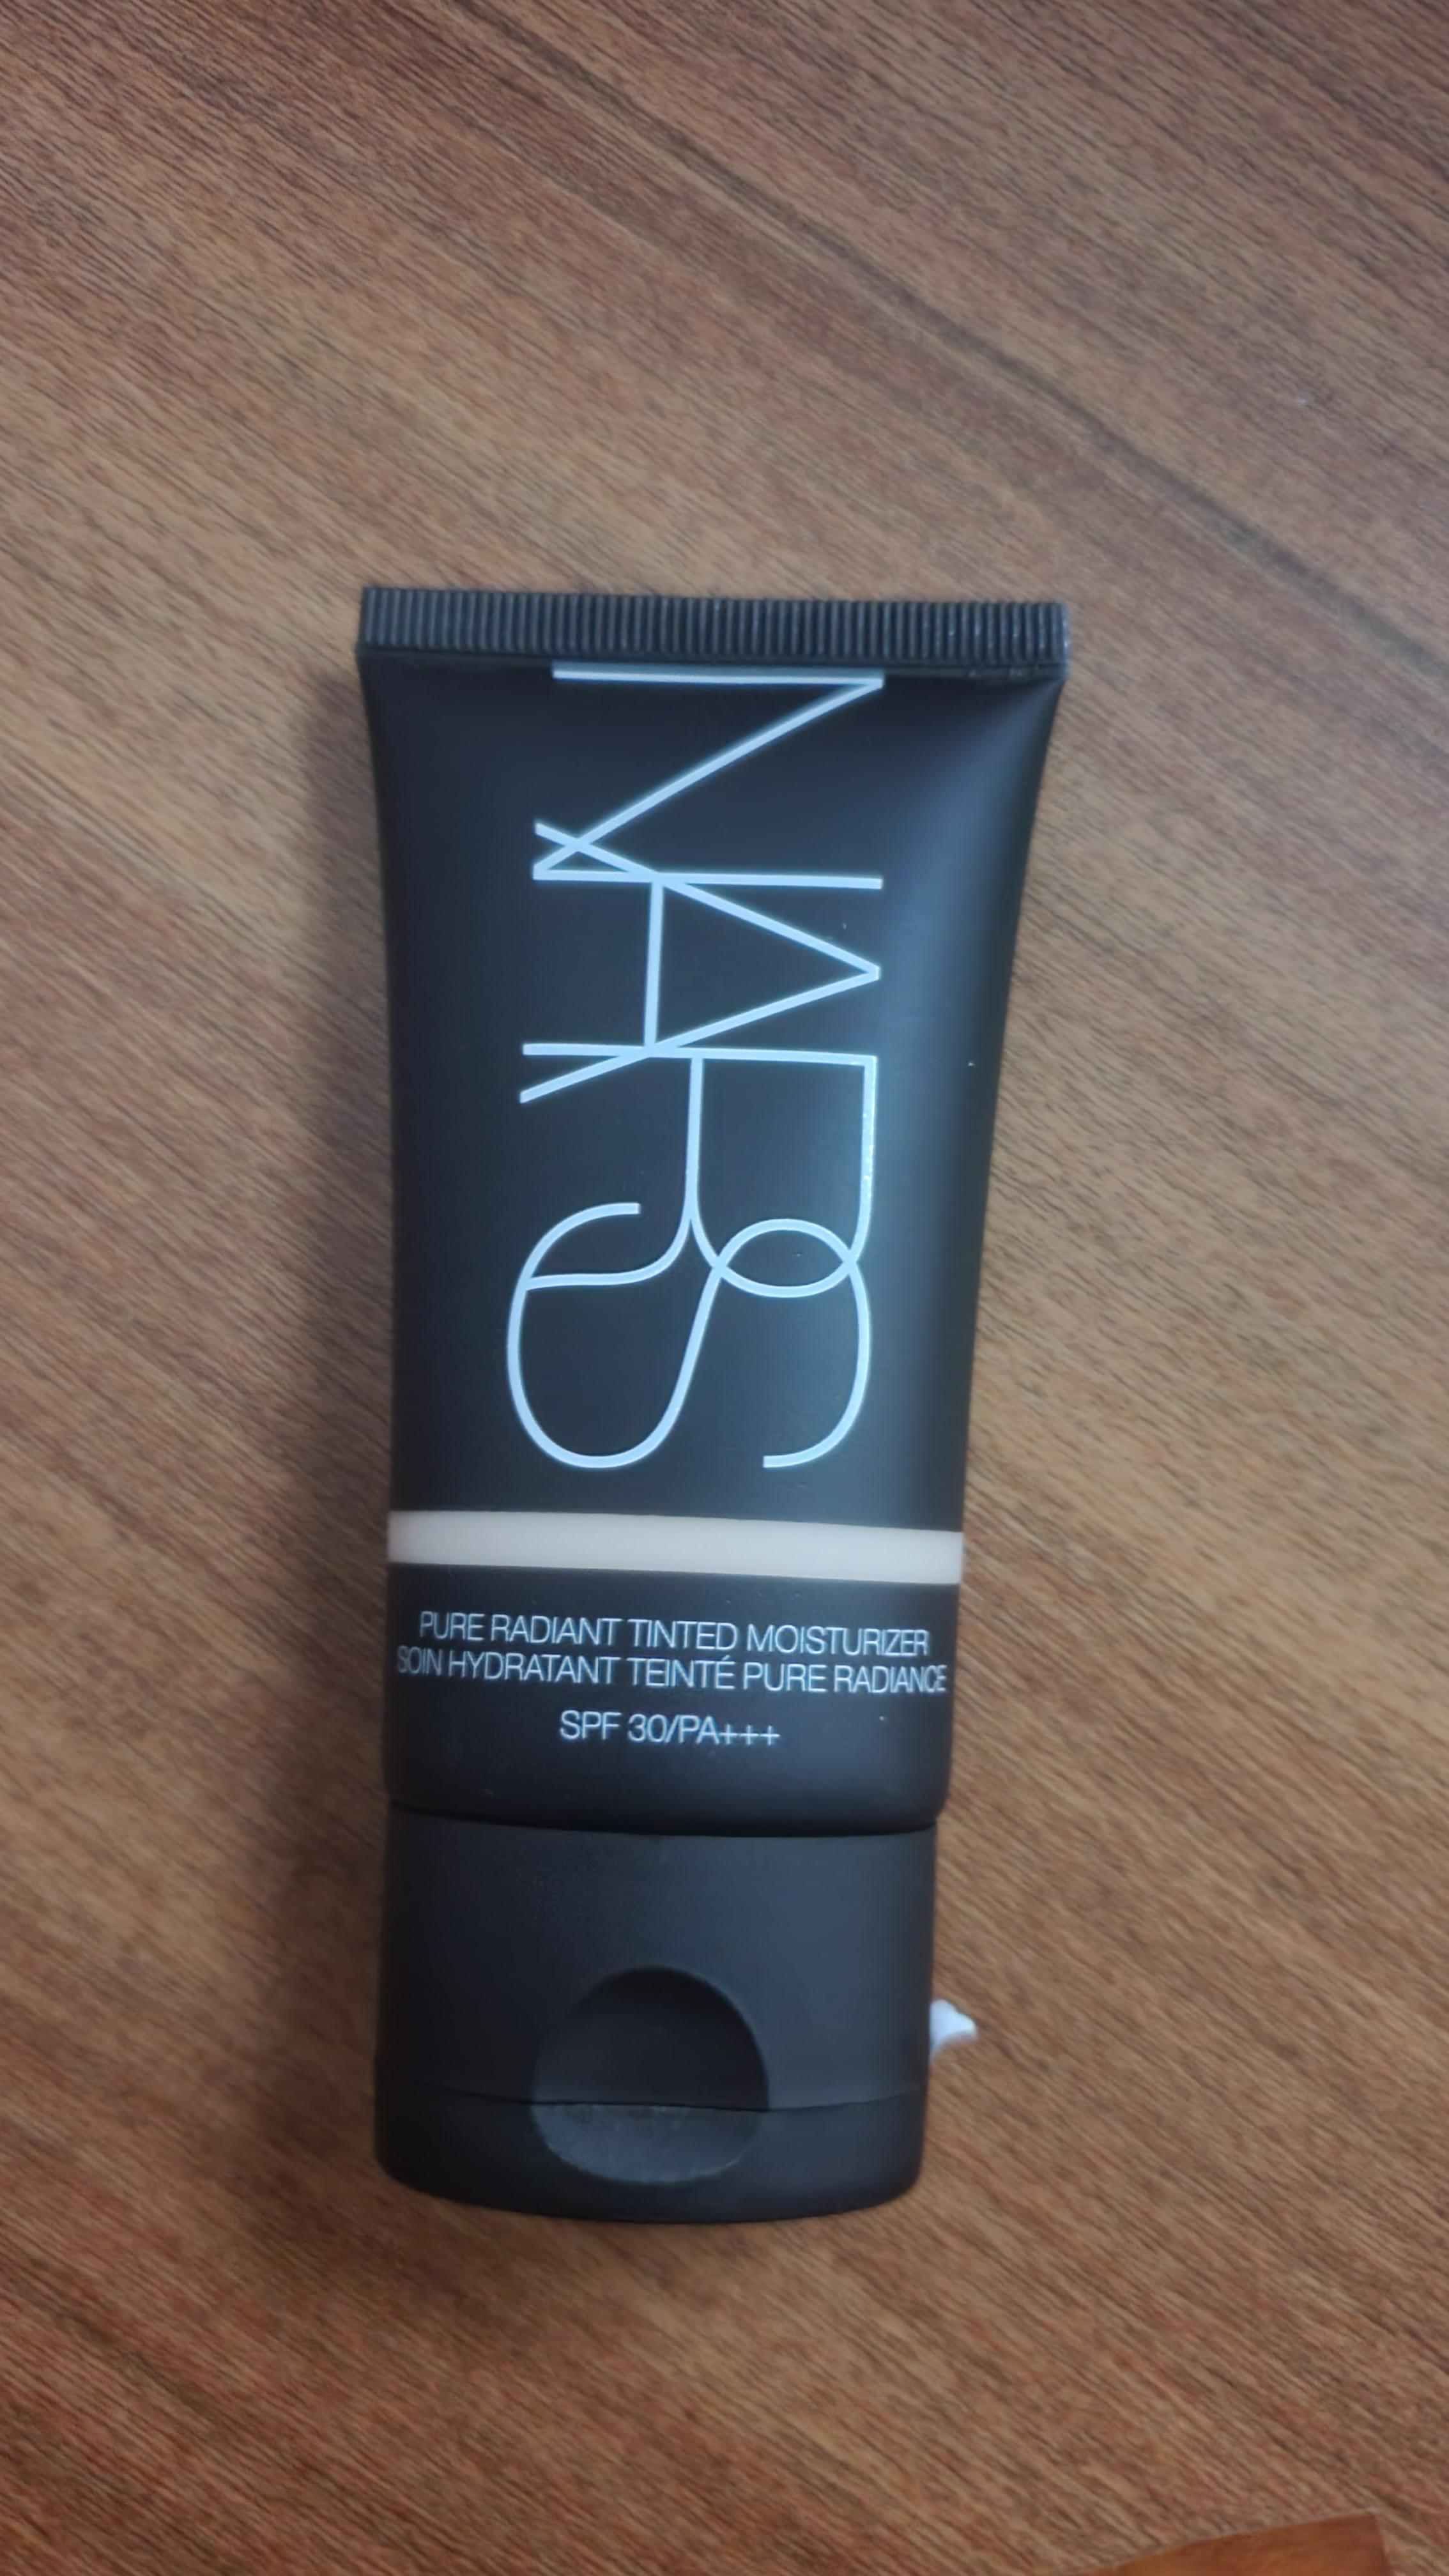 NARS
PURE RADIANT TINTED MOISTURIZER
SOIN HYDRATANT TEINTÉ PURE RADIANCE
SPF 30/PA+++